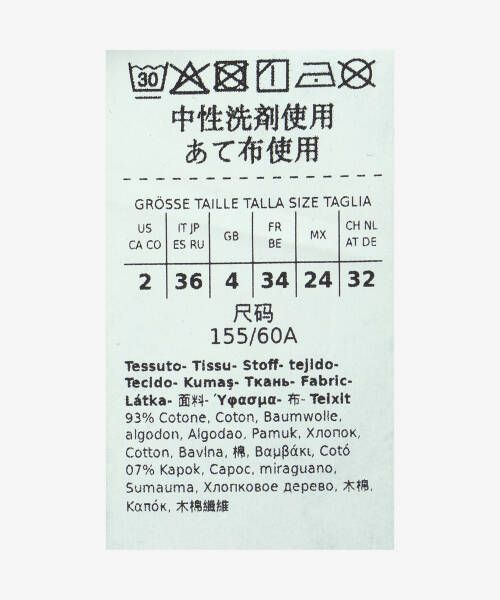 30
中性洗剤使用
あて布使用
GRÖSSE TAILLE TALLA SIZE TAGLIA
US CA CO IT JP ES RU GB FR BE MX CH NL AT DE
2 36 4 34 24 32
尺码
155/60A
Tessuto- Tissu- Stoff- tejido-
Tecido- Kumaş- Ткань- Fabric-
Látka- 面料- Ύφασμα- 布- Teixit
93% Cotone, Coton, Baumwolle,
algodon, Algodao, Pamuk, Хлопок,
Cotton, Bavlna, 棉, Βαμβάκι, Cotó
07% Kapok, Capoc, miraguano,
Sumauma, Хлопковое дерево, 木棉,
Καπόκ, 木棉纖維